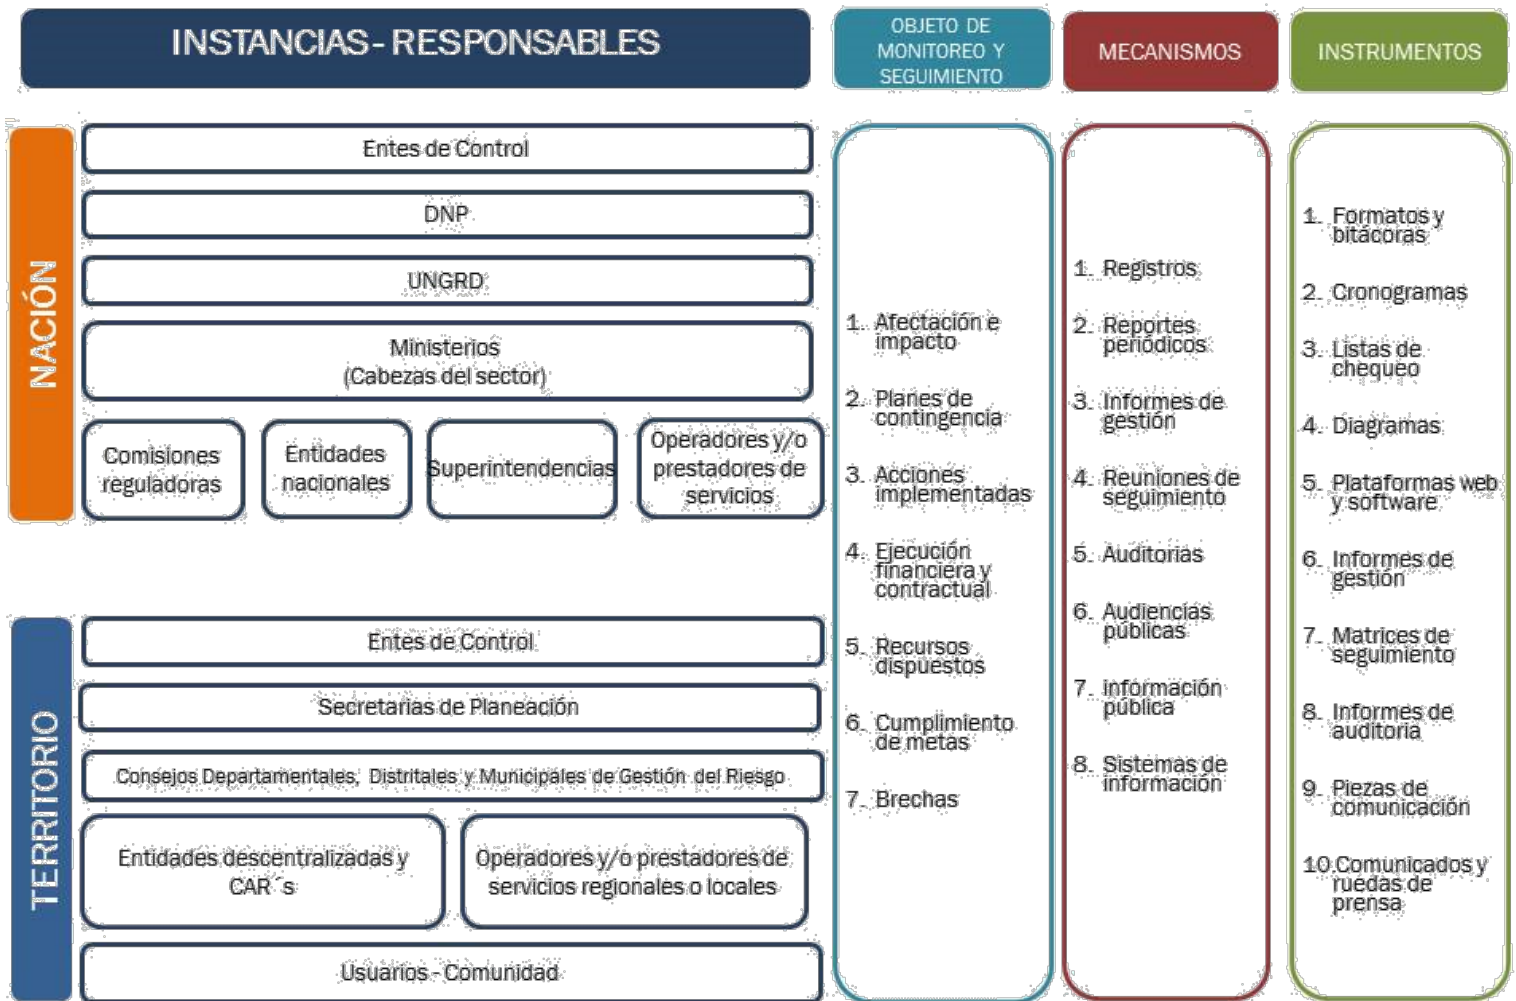 INSTANCIAS - RESPONSABLES
OBJETO DE
MONITOREO Y
SEGUIMIENTO
MECANISMOS
INSTRUMENTOS
NACIÓN
Entes de Control
DNP
UNGRD
Ministerios
(Cabezas del sector)
Comisiones
reguladoras
Entidades
nacionales
Superintendencias
Operadores y/o
prestadores de
servicios
TERRITORIO
Entes de Control
Secretarias de Planeación
Consejos Departamentales, Distritales y Municipales de Gestión del Riesgo
Entidades descentralizadas y
CAR´s
Operadores y/o prestadores de
servicios regionales o locales
Usuarios - Comunidad
1. Afectación e
impacto
2. Planes de
contingencia
3. Acciones
implementadas
4. Ejecución
financiera y
contractual
5. Recursos
dispuestos
6. Cumplimiento
de metas
7. Brechas
1. Registros
2. Reportes
periódicos
3. Informes de
gestión
4. Reuniones de
seguimiento
5. Auditorias
6. Audiencias
públicas
7. Información
pública
8. Sistemas de
información
1. Formatos y
bitácoras
2. Cronogramas
3. Listas de
chequeo
4. Diagramas
5. Plataformas web
y software
6. Informes de
gestión
7. Matrices de
seguimiento
8. Informes de
auditoria
9. Piezas de
comunicación
10. Comunicados y
ruedas de
prensa